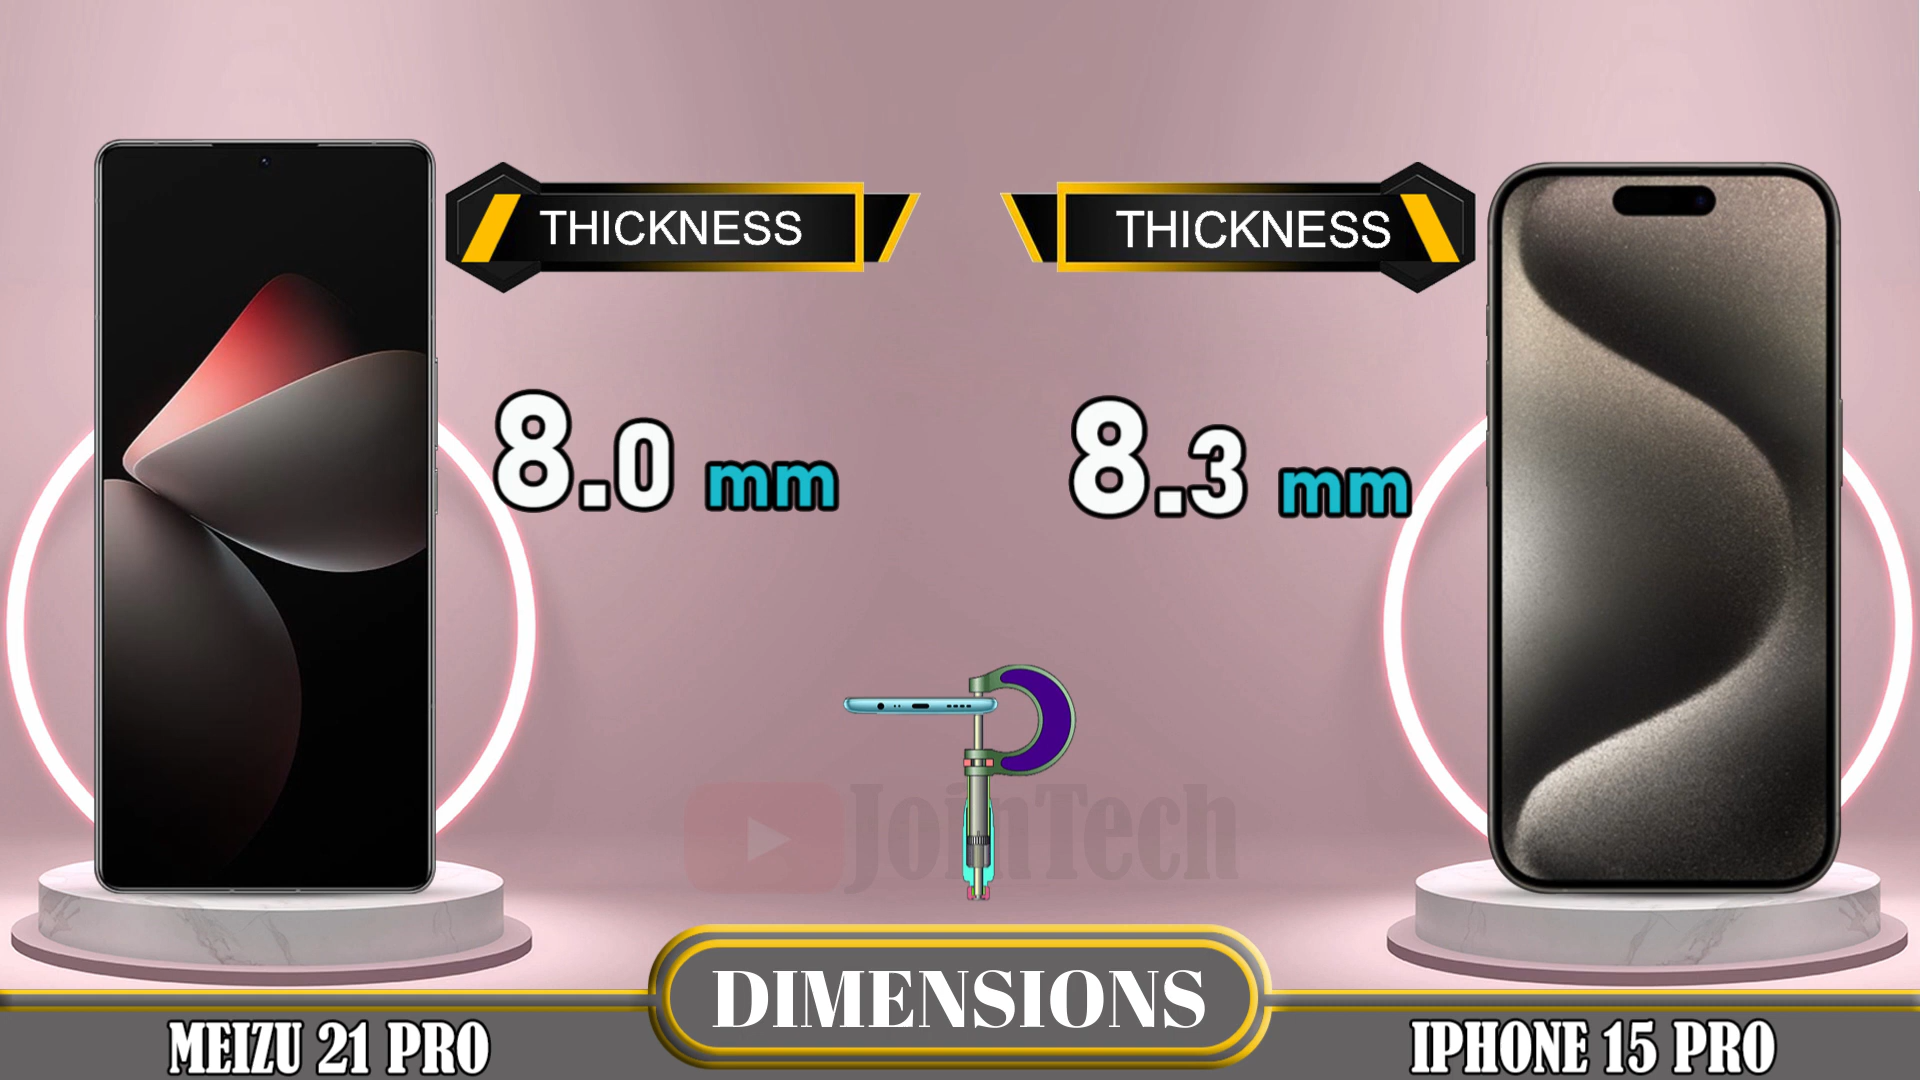 THICKNESS
THICKNESS
8.0 mm
8.3 mm
JoinTech
DIMENSIONS
MEIZU 21 PRO
IPHONE 15 PRO